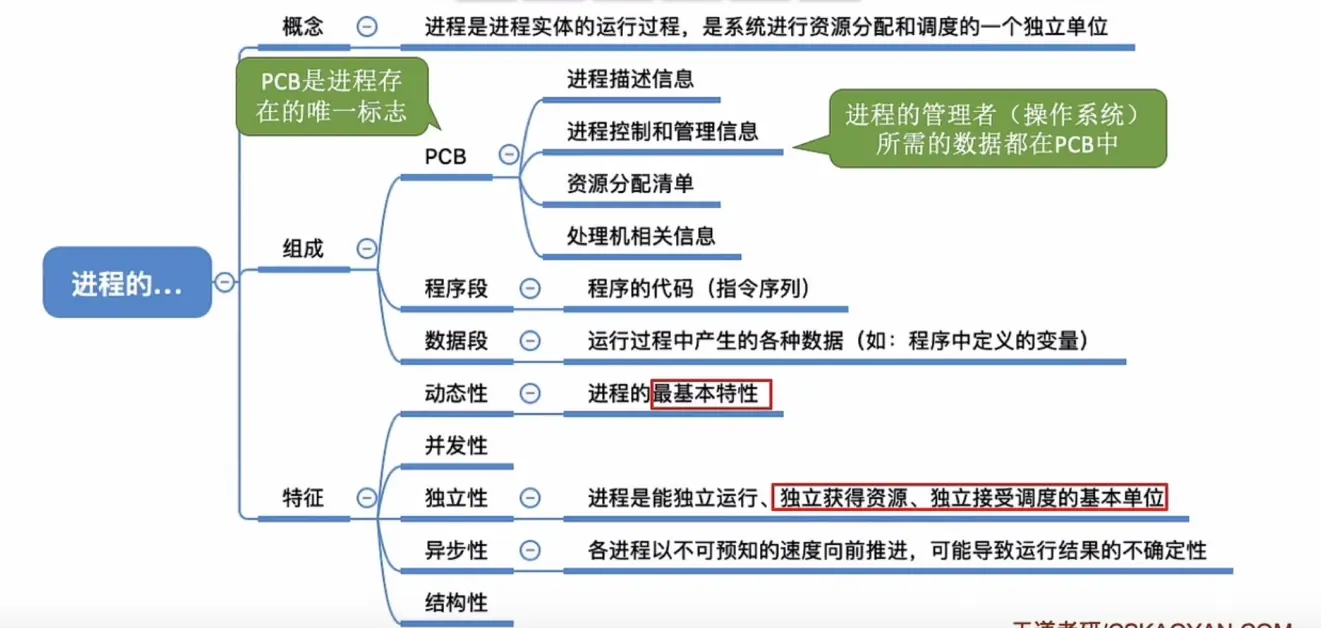 概念
进程是进程实体的运行过程，是系统进行资源分配和调度的一个独立单位
PCB是进程存
在的唯一标志
进程描述信息
进程的管理者（操作系统）
所需的数据都在PCB中
进程控制和管理信息
PCB
资源分配清单
处理机相关信息
组成
进程的...
程序段
程序的代码（指令序列）
数据段
运行过程中产生的各种数据（如：程序中定义的变量）
动态性
进程的最基本特性
并发性
特征
独立性
进程是能独立运行、独立获得资源、独立接受调度的基本单位
异步性
各进程以不可预知的速度向前推进，可能导致运行结果的不确定性
结构性
王道考研/CSKAOYAN.COM